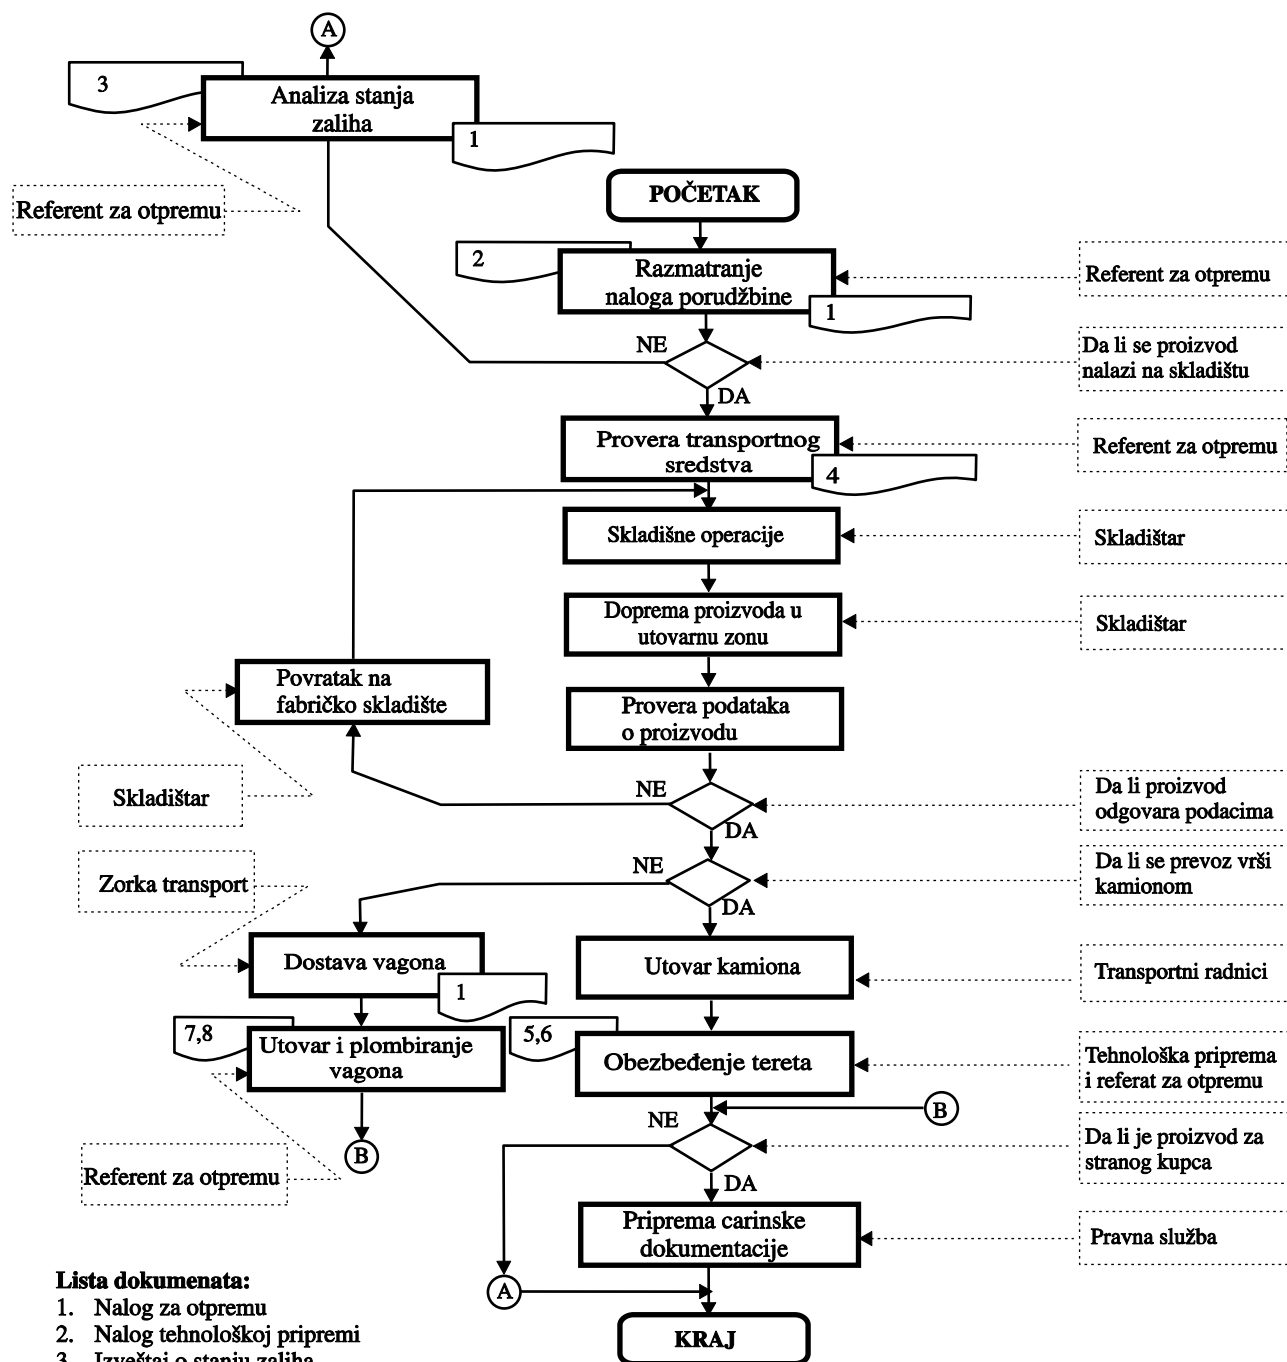 A
3
Analiza stanja
zaliha
1
Referent za otpremu
POČETAK
2
Razmatranje
naloga porudžbine
1
Referent za otpremu
NE
Da li se proizvod
nalazi na skladištu
DA
Provera transportnog
sredstva
4
Referent za otpremu
Skladišne operacije
Skladištar
Doprema proizvoda u
utovarnu zonu
Skladištar
Povratak na
fabričko skladište
Provera podataka
o proizvodu
Skladištar
NE
Da li proizvod
odgovara podacima
DA
Zorka transport
NE
Da li se prevoz vrši
kamionom
DA
Dostava vagona
1
Utovar kamiona
Transportni radnici
7,8
Utovar i plombiranje
vagona
5,6
Obezbeđenje tereta
Tehnološka priprema
i referat za otpremu
B
NE
B
Da li je proizvod za
stranog kupca
Referent za otpremu
DA
Priprema carinske
dokumentacije
Pravna služba
A
KRAJ
Lista dokumenata:
1. Nalog za otpremu
2. Nalog tehnološkoj pripremi
3. Izveštaj o stanju zaliha